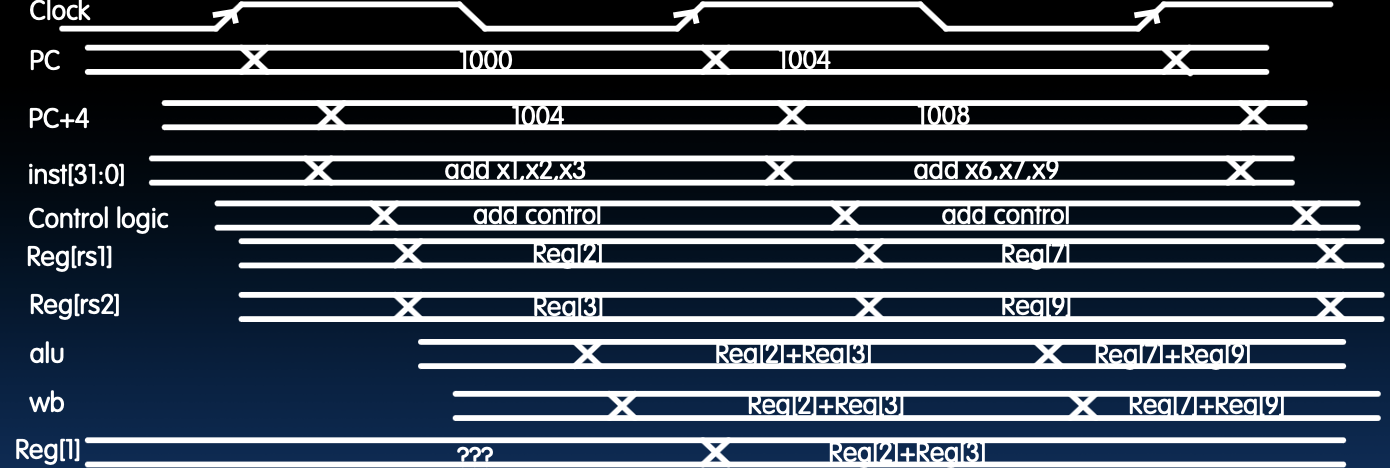 Clock
PC 1000 1004
PC+4 1004 1008
inst[31:0] add x1,x2,x3 add x6,x7,x9
Control logic add control add control
Reg[rs1] Reg[2] Reg[7]
Reg[rs2] Reg[3] Reg[9]
alu Reg[2]+Reg[3] Reg[7]+Reg[9]
wb Reg[2]+Reg[3] Reg[7]+Reg[9]
Reg[1] ??? Reg[2]+Reg[3]